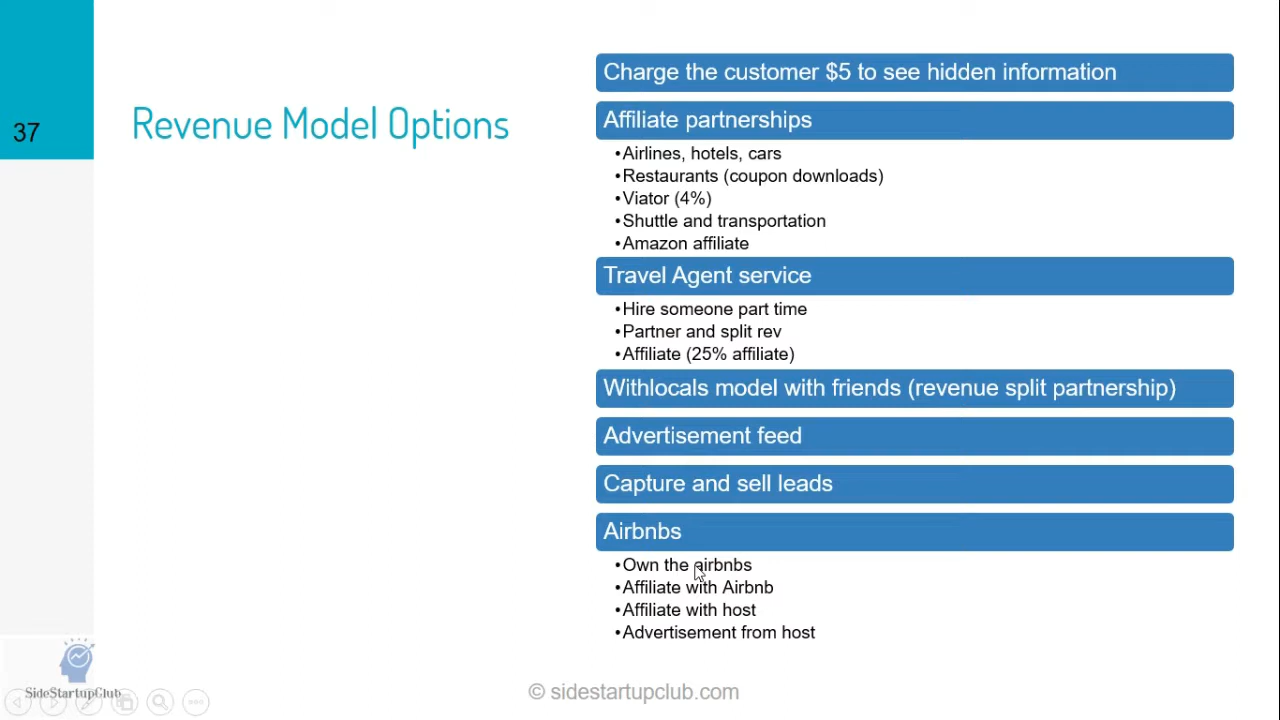 37
Revenue Model Options
Charge the customer $5 to see hidden information
Affiliate partnerships
•Airlines, hotels, cars
•Restaurants (coupon downloads)
•Viator (4%)
•Shuttle and transportation
•Amazon affiliate
Travel Agent service
•Hire someone part time
•Partner and split rev
•Affiliate (25% affiliate)
Withlocals model with friends (revenue split partnership)
Advertisement feed
Capture and sell leads
Airbnbs
•Own the airbnbs
•Affiliate with Airbnb
•Affiliate with host
•Advertisement from host
SideStartupClub
© sidestartupclub.com